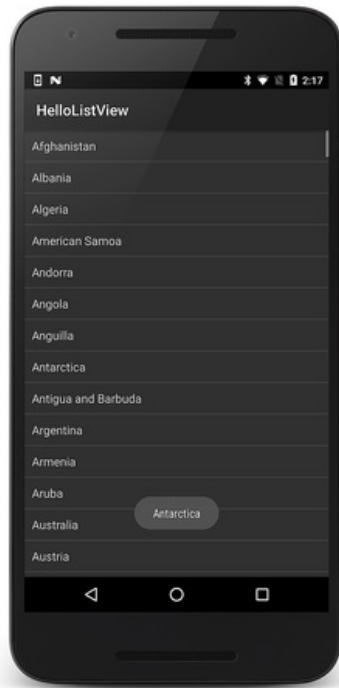 2:17
HelloListView
Afghanistan
Albania
Algeria
American Samoa
Andorra
Angola
Anguilla
Antarctica
Antigua and Barbuda
Argentina
Armenia
Aruba
Antarctica
Australia
Austria